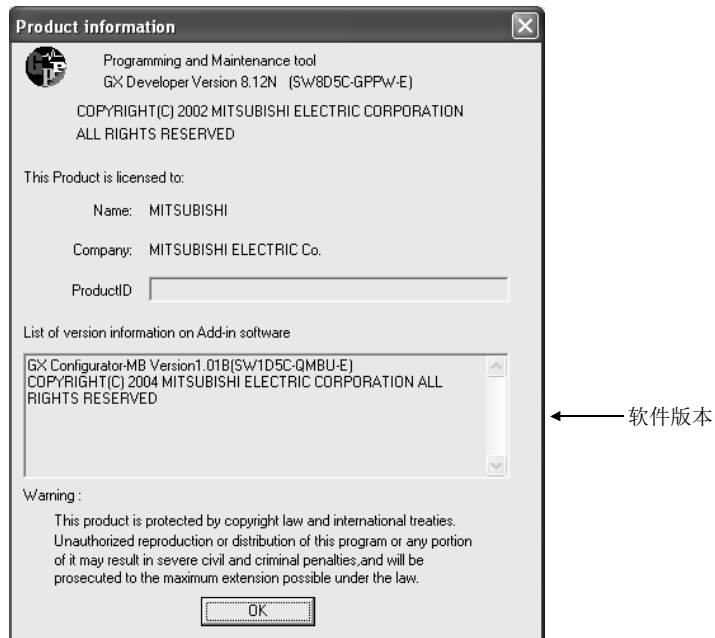 Product information
Programming and Maintenance tool
GX Developer Version 8.12N (SW8D5C-GPPW-E)
COPYRIGHT(C) 2002 MITSUBISHI ELECTRIC CORPORATION
ALL RIGHTS RESERVED
This Product is licensed to:
Name: MITSUBISHI
Company: MITSUBISHI ELECTRIC Co.
ProductID
List of version information on Add-in software
GX Configurator-MB Version1.01B(SW1D5C-QMBU-E)
COPYRIGHT(C) 2004 MITSUBISHI ELECTRIC CORPORATION ALL
RIGHTS RESERVED
软件版本
Warning :
This product is protected by copyright law and international treaties.
Unauthorized reproduction or distribution of this program or any portion
of it may result in severe civil and criminal penalties,and will be
prosecuted to the maximum extension possible under the law.
OK